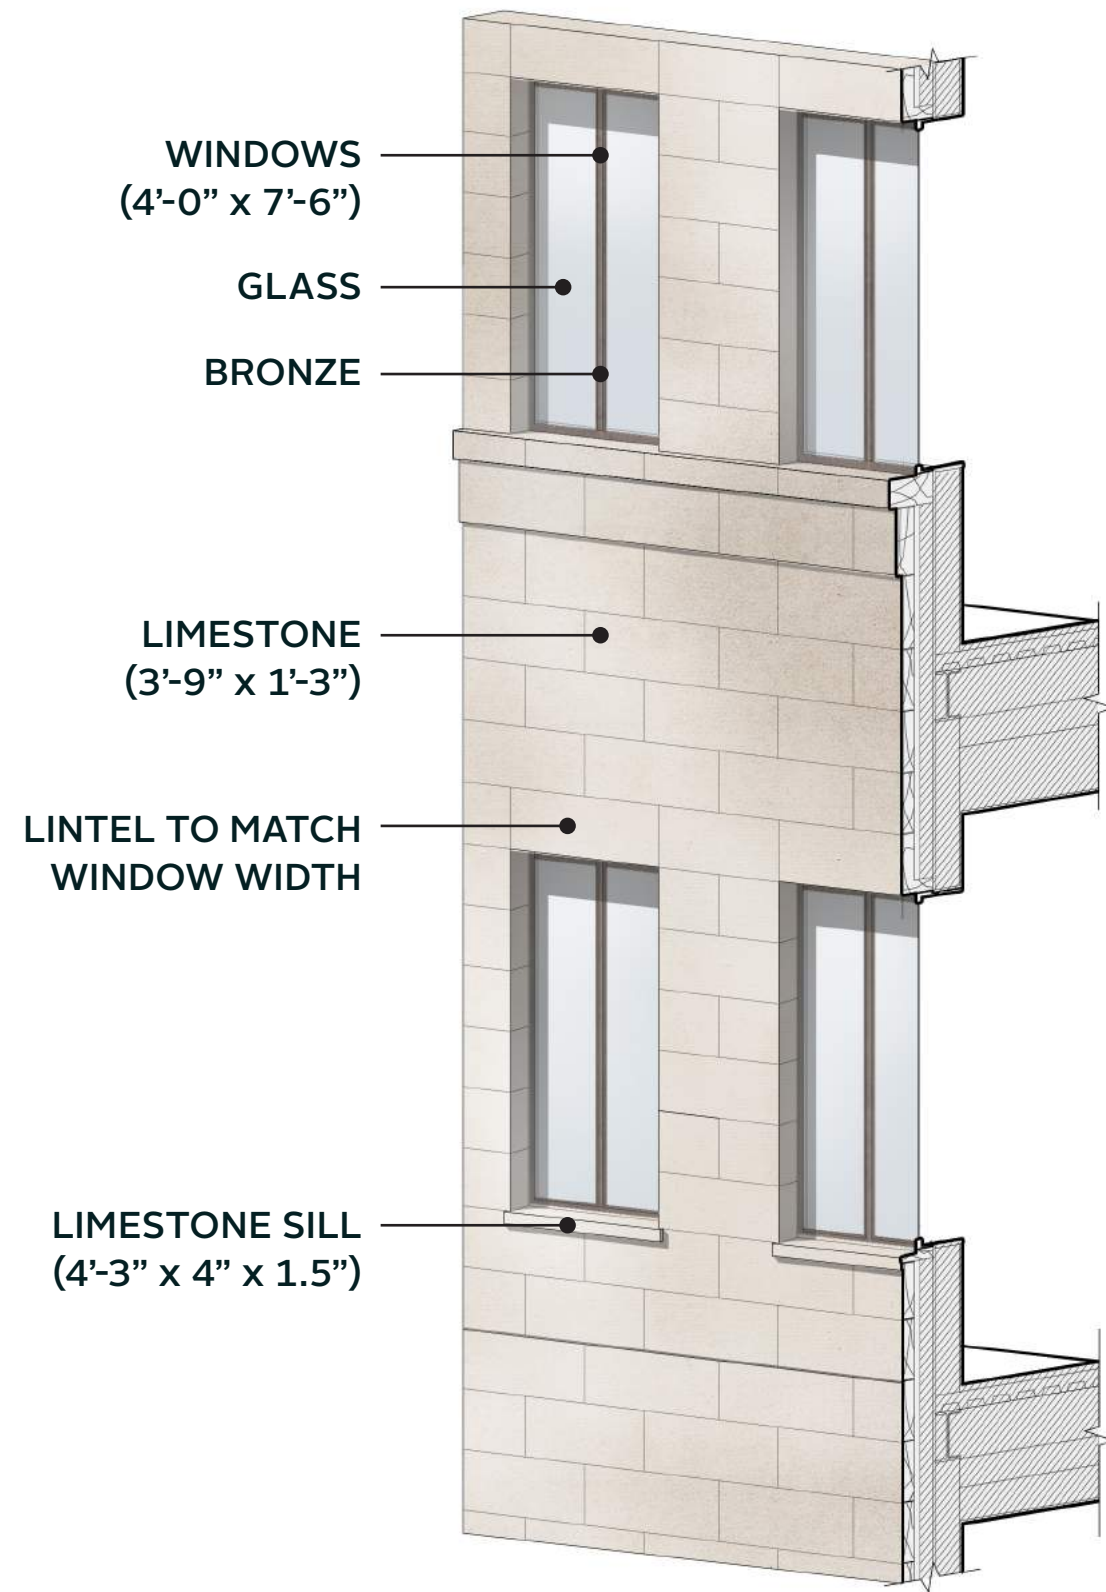 WINDOWS
(4’-0” x 7’-6”)
GLASS
BRONZE
LIMESTONE
(3’-9” x 1’-3”)
LINTEL TO MATCH
WINDOW WIDTH
LIMESTONE SILL
(4’-3” x 4” x 1.5”)